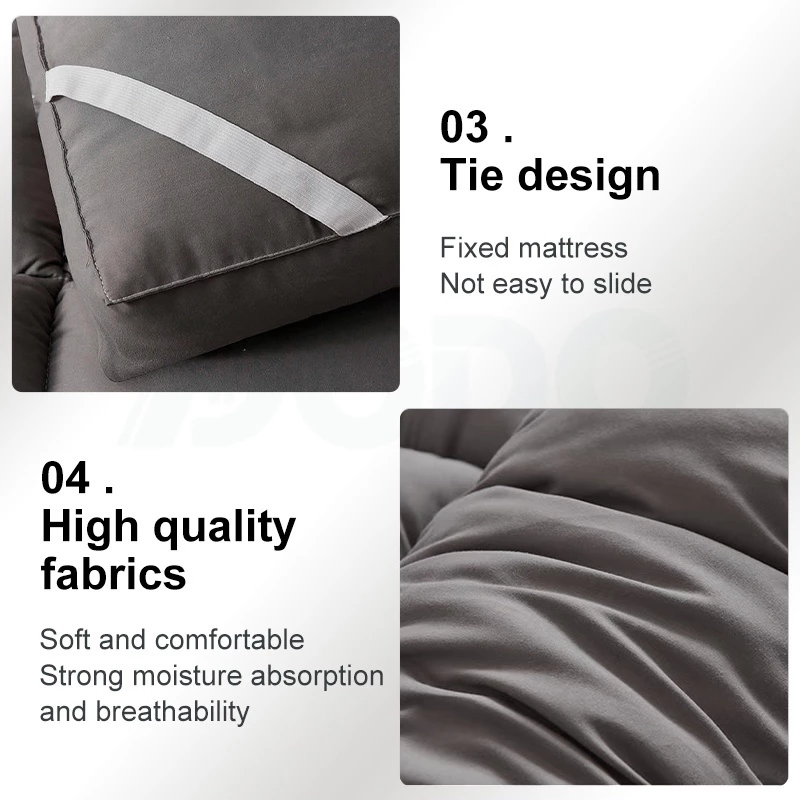 03 .
Tie design
Fixed mattress
Not easy to slide
04 .
High quality
fabrics
Soft and comfortable
Strong moisture absorption
and breathability